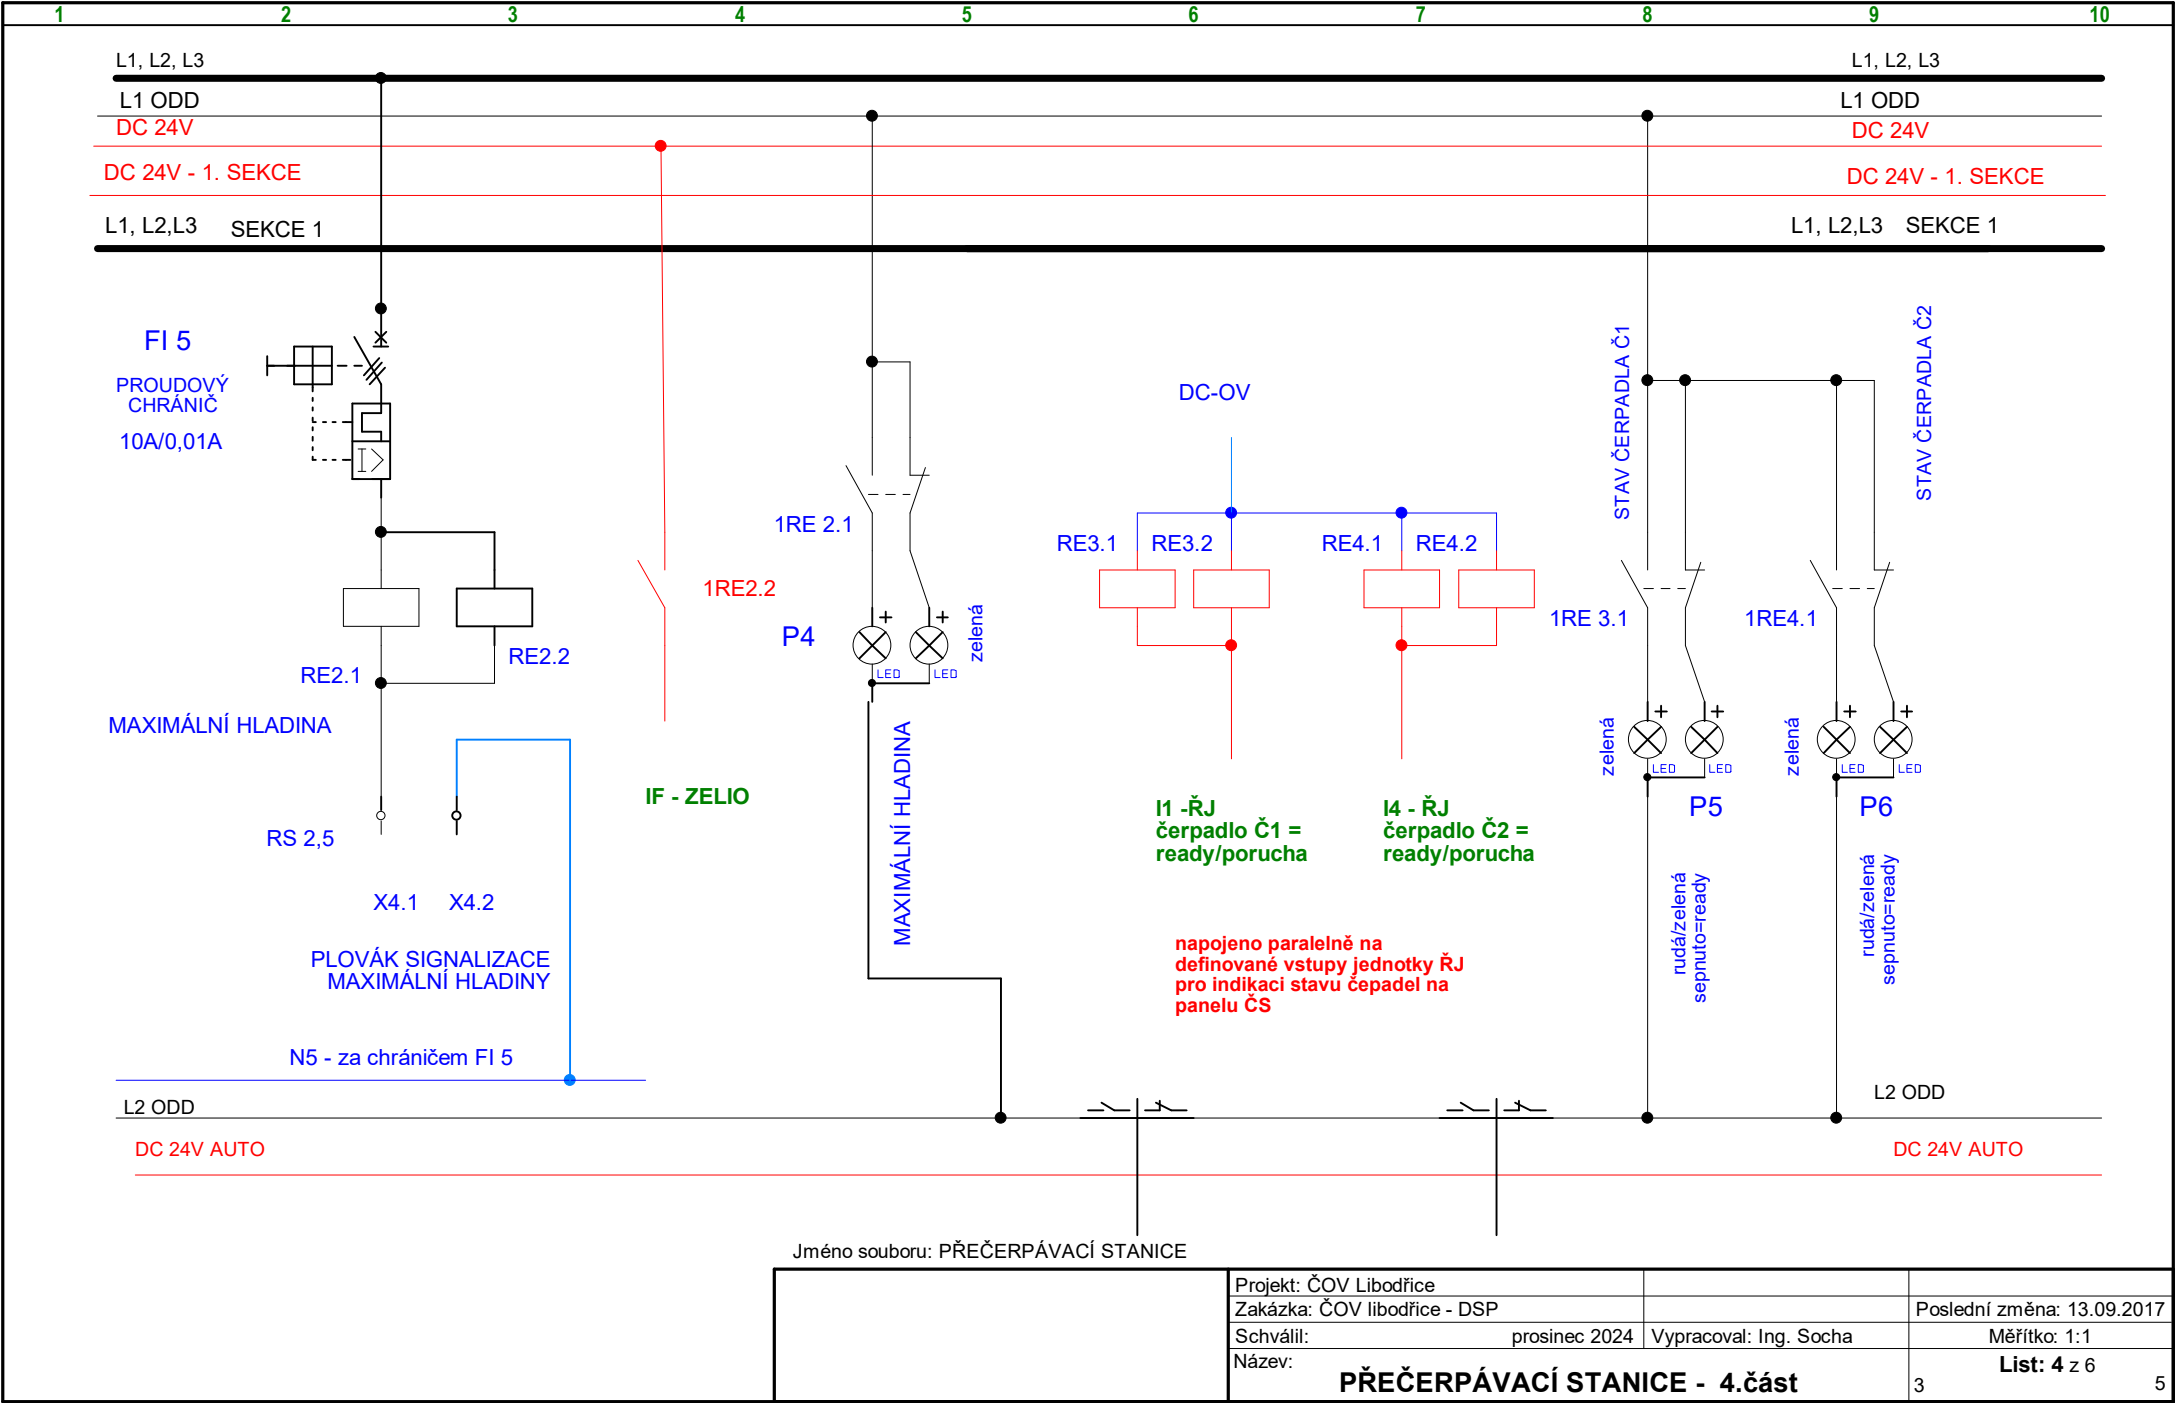 1 2 3 4 5 6 7 8 9 10
L1, L2, L3
L1, L2, L3
L1 ODD
L1 ODD
DC 24V
DC 24V
DC 24V - 1. SEKCE
DC 24V - 1. SEKCE
L1, L2,L3 SEKCE 1
L1, L2,L3 SEKCE 1
FI 5
PROUDOVÝ
CHRÁNIČ
10A/0,01A
I>
RE2.1
RE2.2
MAXIMÁLNÍ HLADINA
RS 2,5
X4.1 X4.2
PLOVÁK SIGNALIZACE
MAXIMÁLNÍ HLADINY
N5 - za chráničem FI 5
1RE2.2
IF - ZELIO
1RE 2.1
P4
+ +
LED LED
zelená
MAXIMÁLNÍ HLADINA
DC-OV
RE3.1 RE3.2
RE4.1 RE4.2
I1 -ŘJ
čerpadlo Č1 =
ready/porucha
I4 - ŘJ
čerpadlo Č2 =
ready/porucha
napojeno paralelně na
definované vstupy jednotky ŘJ
pro indikaci stavu čepadel na
panelu ČS
STAV ČERPADLA Č1
STAV ČERPADLA Č2
1RE 3.1
1RE4.1
zelená
+ +
LED LED
zelená
+ +
LED LED
P5
P6
rudá/zelená
sepnuto=ready
rudá/zelená
sepnuto=ready
L2 ODD
L2 ODD
DC 24V AUTO
DC 24V AUTO
Jméno souboru: PŘEČERPÁVACÍ STANICE
Projekt: ČOV Libodřice
Zakázka: ČOV libodřice - DSP
Poslední změna: 13.09.2017
Schválil: prosinec 2024
Vypracoval: Ing. Socha
Měřítko: 1:1
Název:
PŘEČERPÁVACÍ STANICE - 4.část
List: 4 z 6
3 5